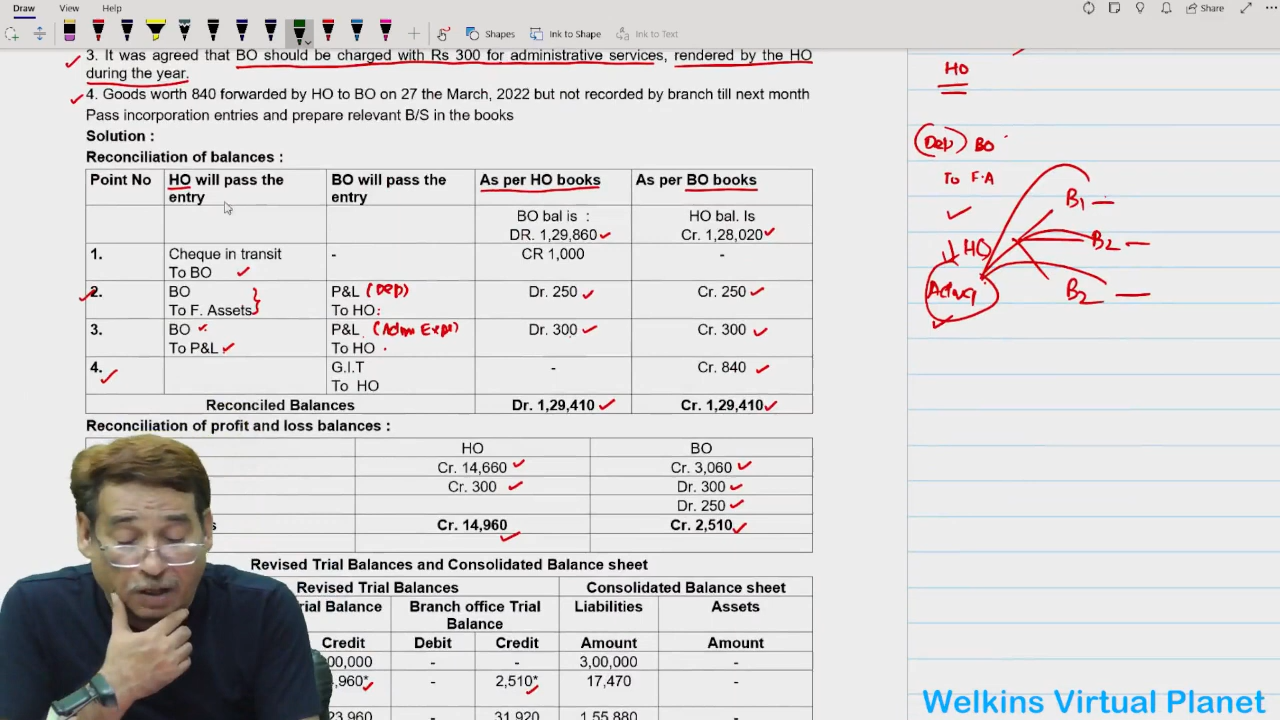 Draw View Help
Shapes Ink to Shape Ink to Text Share
3. It was agreed that BO should be charged with Rs 300 for administrative services, rendered by the HO
during the year.
4. Goods worth 840 forwarded by HO to BO on 27 the March, 2022 but not recorded by branch till next month
Pass incorporation entries and prepare relevant B/S in the books
Solution :
Reconciliation of balances :
Point No HO will pass the entry BO will pass the entry As per HO books As per BO books
BO bal is : DR. 1,29,860 HO bal. Is Cr. 1,28,020
1. Cheque in transit To BO - CR 1,000 -
2. BO To F. Assets P&L (Dep) To HO: Dr. 250 Cr. 250
3. BO To P&L P&L (Adm Exps) To HO Dr. 300 Cr. 300
4. G.I.T To HO - Cr. 840
Reconciled Balances Dr. 1,29,410 Cr. 1,29,410
Reconciliation of profit and loss balances :
HO BO
Cr. 14,660 Cr. 3,060
Cr. 300 Dr. 300
Dr. 250
Cr. 14,960 Cr. 2,510
Revised Trial Balances and Consolidated Balance sheet
Revised Trial Balances Consolidated Balance sheet
Balance Branch office Trial Balance Liabilities Assets
Credit Debit Credit Amount Amount
- - 3,00,000 -
- 2,510* 17,470 -
31,920 1,55,880
HO
(Dep) BO
To F.A
HO
B1
B2
B2
Welkins Virtual Planet